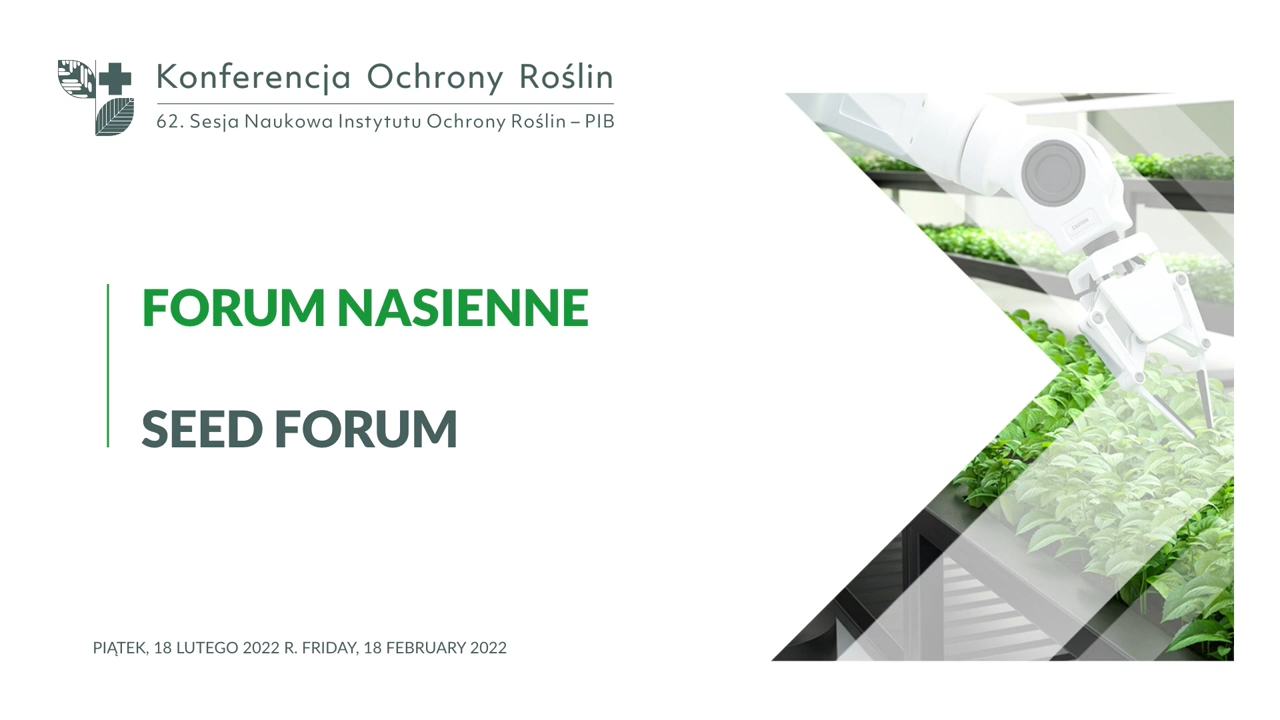 Konferencja Ochrony Roślin
62. Sesja Naukowa Instytutu Ochrony Roślin – PIB
FORUM NASIENNE
SEED FORUM
PIĄTEK, 18 LUTEGO 2022 R. FRIDAY, 18 FEBRUARY 2022